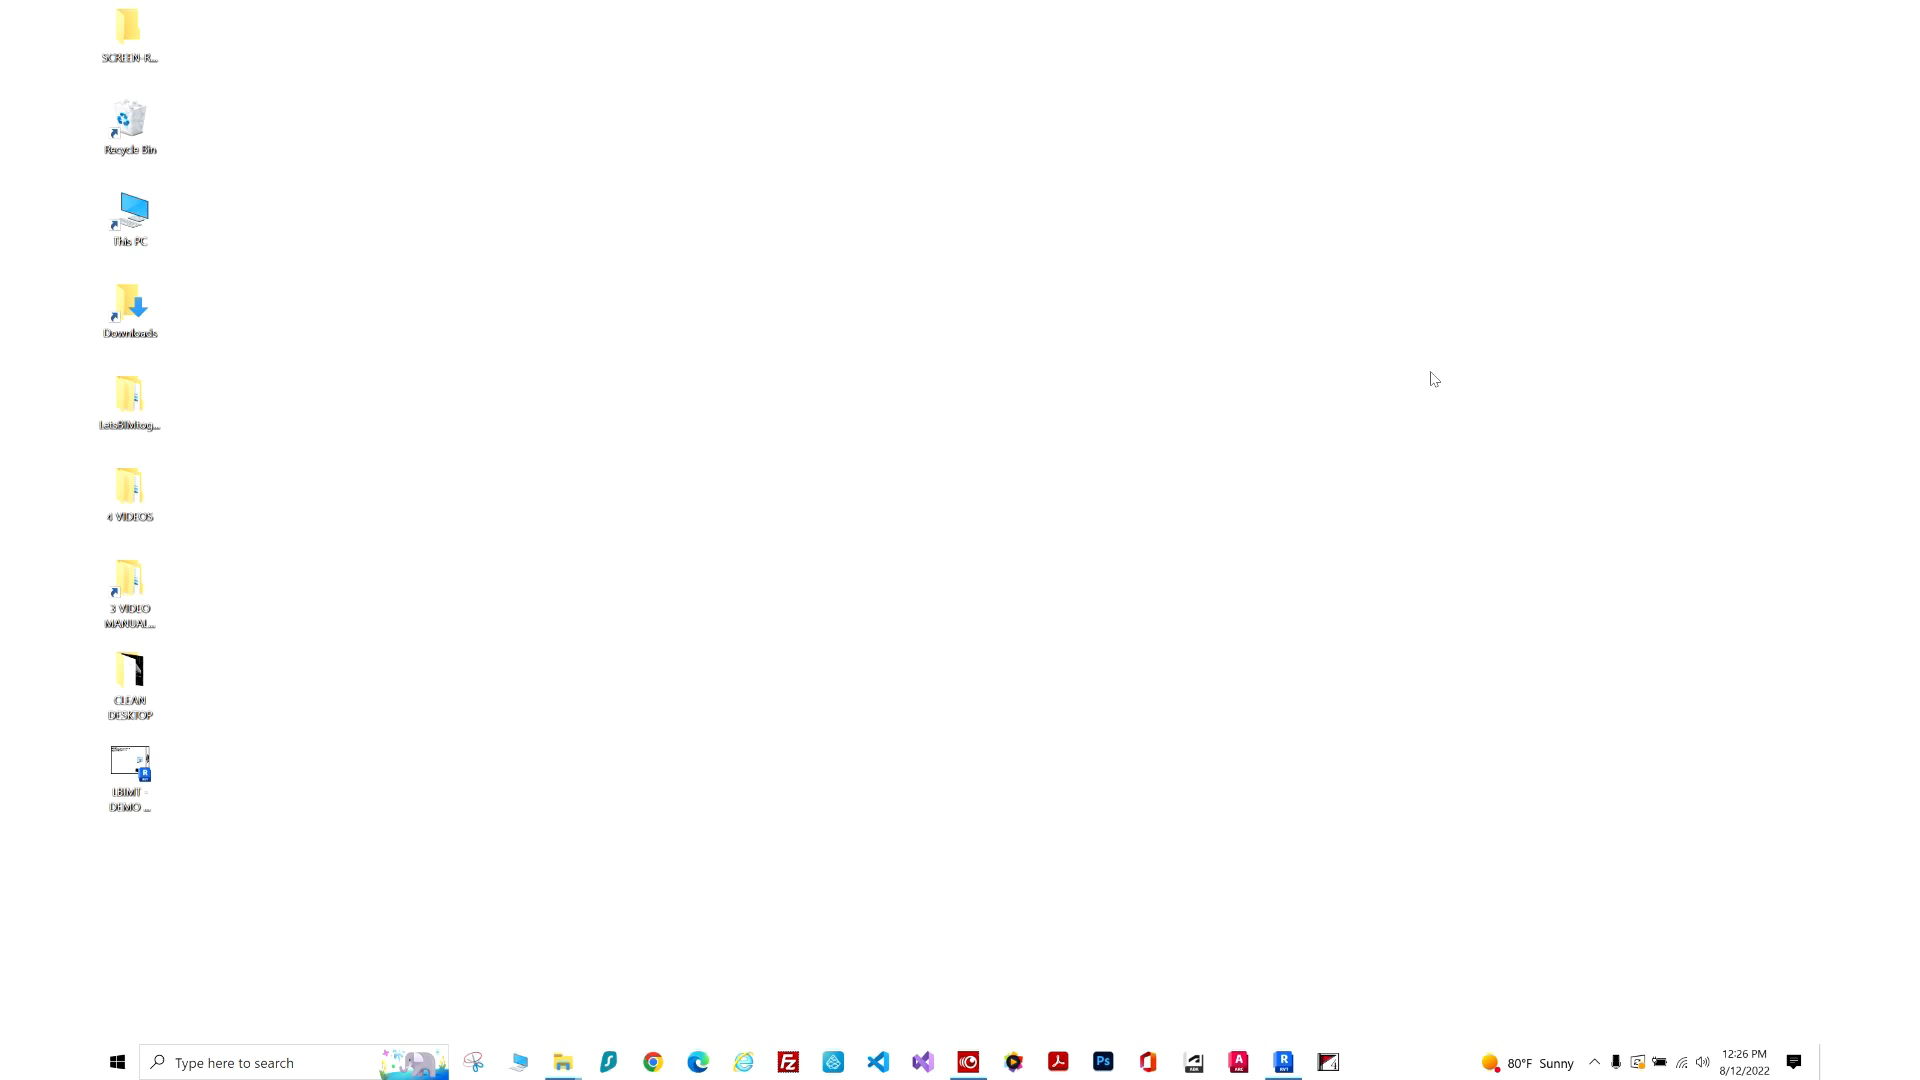 SCREEN-R...
Recycle Bin
This PC
Downloads
LetsBIMtog...
4 VIDEOS
3 VIDEO
MANUAL...
CLEAN
DESKTOP
LBIMT -
DEMO ...
Type here to search
80°F Sunny
12:26 PM
8/12/2022